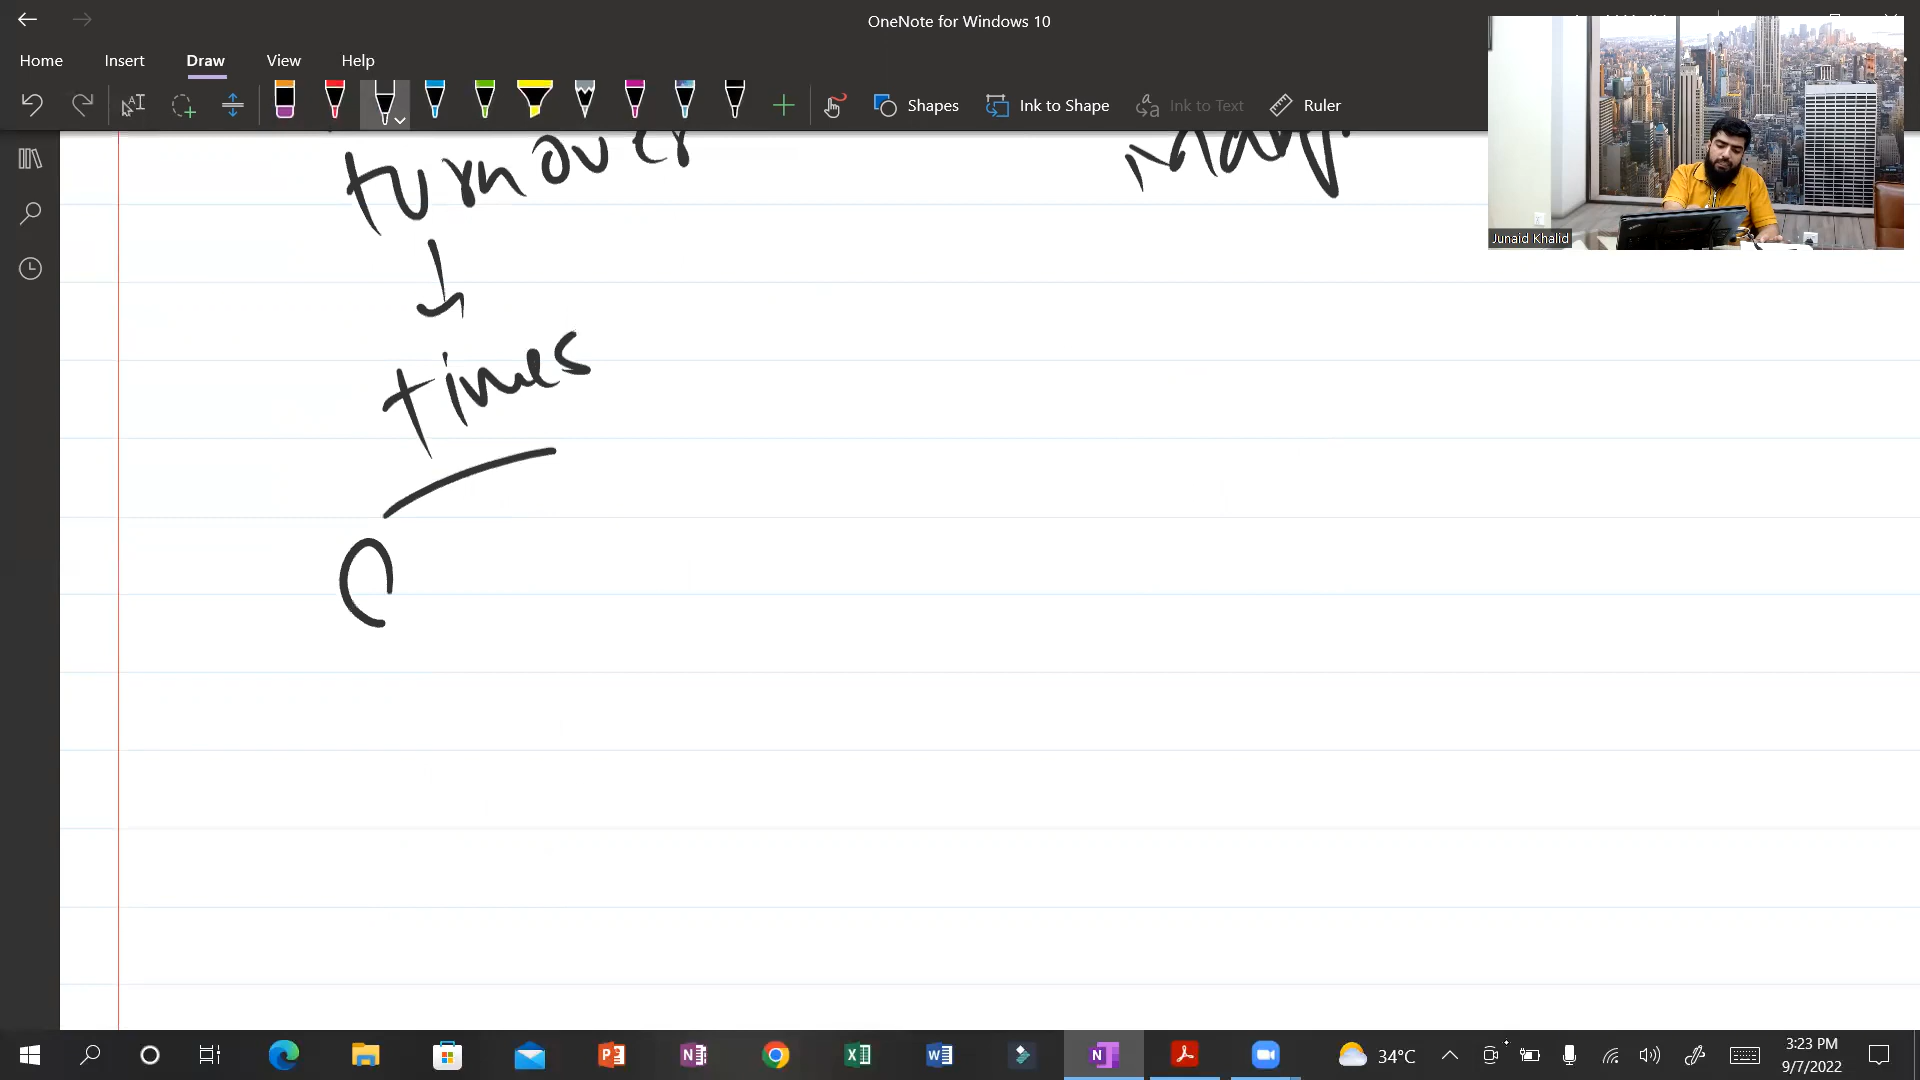 OneNote for Windows 10
Home Insert Draw View Help
Shapes Ink to Shape Ink to Text Ruler
turnover
times
Junaid Khalid
34°C
3:23 PM
9/7/2022